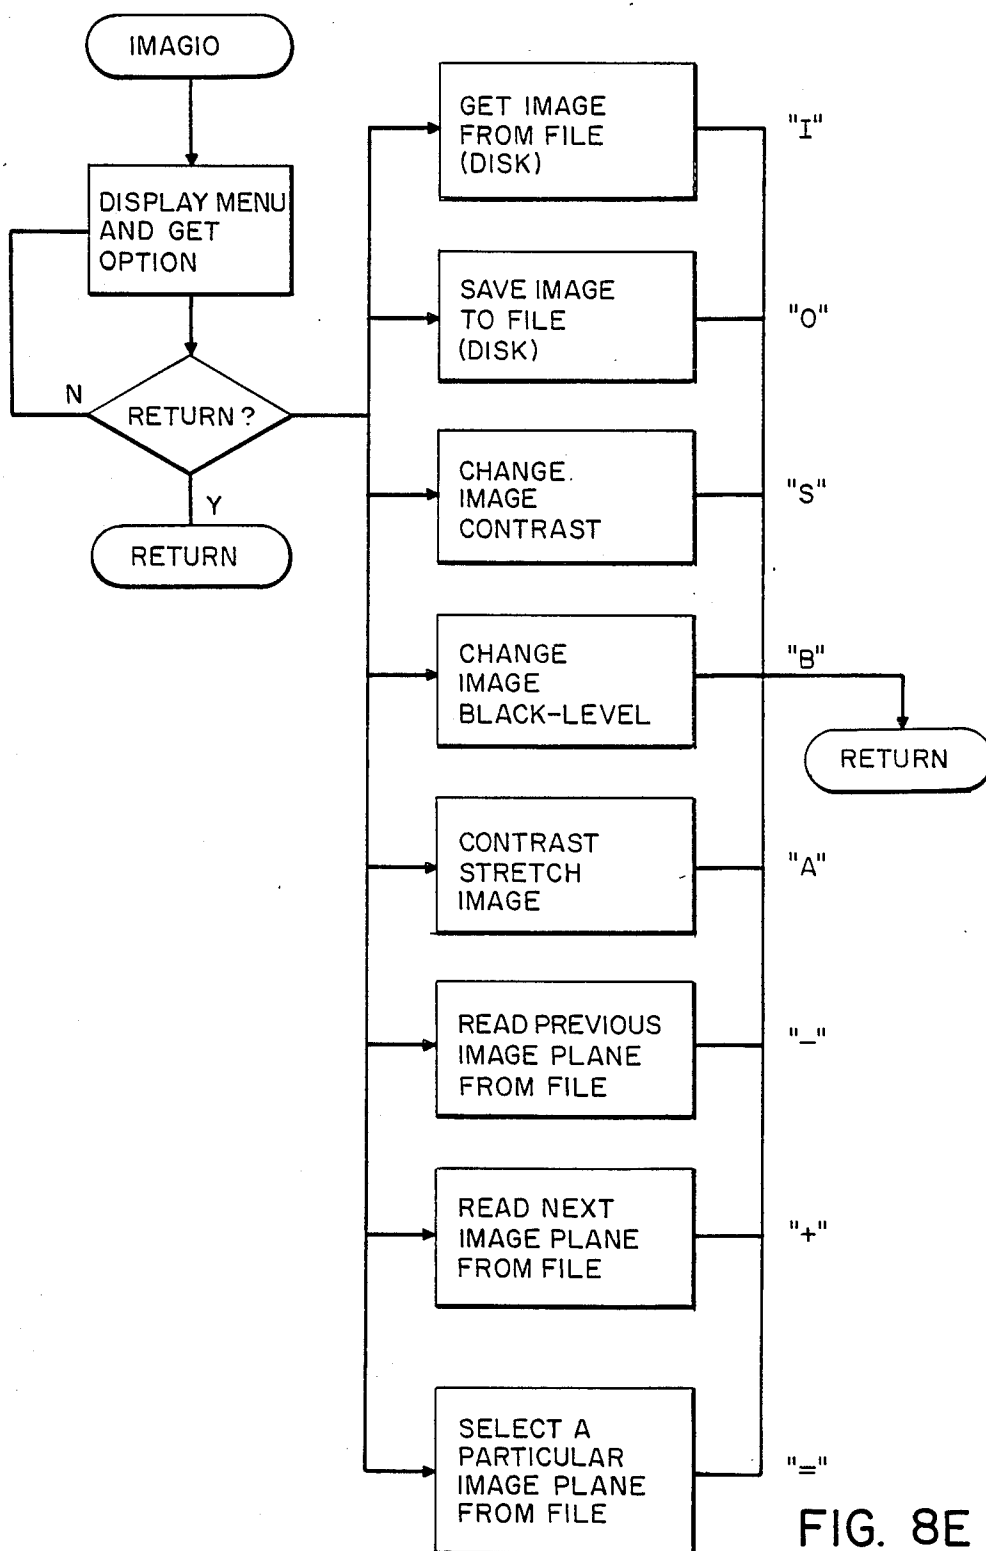 IMAGIO
DISPLAY MENU
AND GET
OPTION
N
RETURN?
Y
RETURN
GET IMAGE
FROM FILE
(DISK)
"I"
SAVE IMAGE
TO FILE
(DISK)
"O"
CHANGE
IMAGE
CONTRAST
"S"
CHANGE
IMAGE
BLACK-LEVEL
"B"
RETURN
CONTRAST
STRETCH
IMAGE
"A"
READ PREVIOUS
IMAGE PLANE
FROM FILE
"-"
READ NEXT
IMAGE PLANE
FROM FILE
"+"
SELECT A
PARTICULAR
IMAGE PLANE
FROM FILE
"="
FIG. 8E